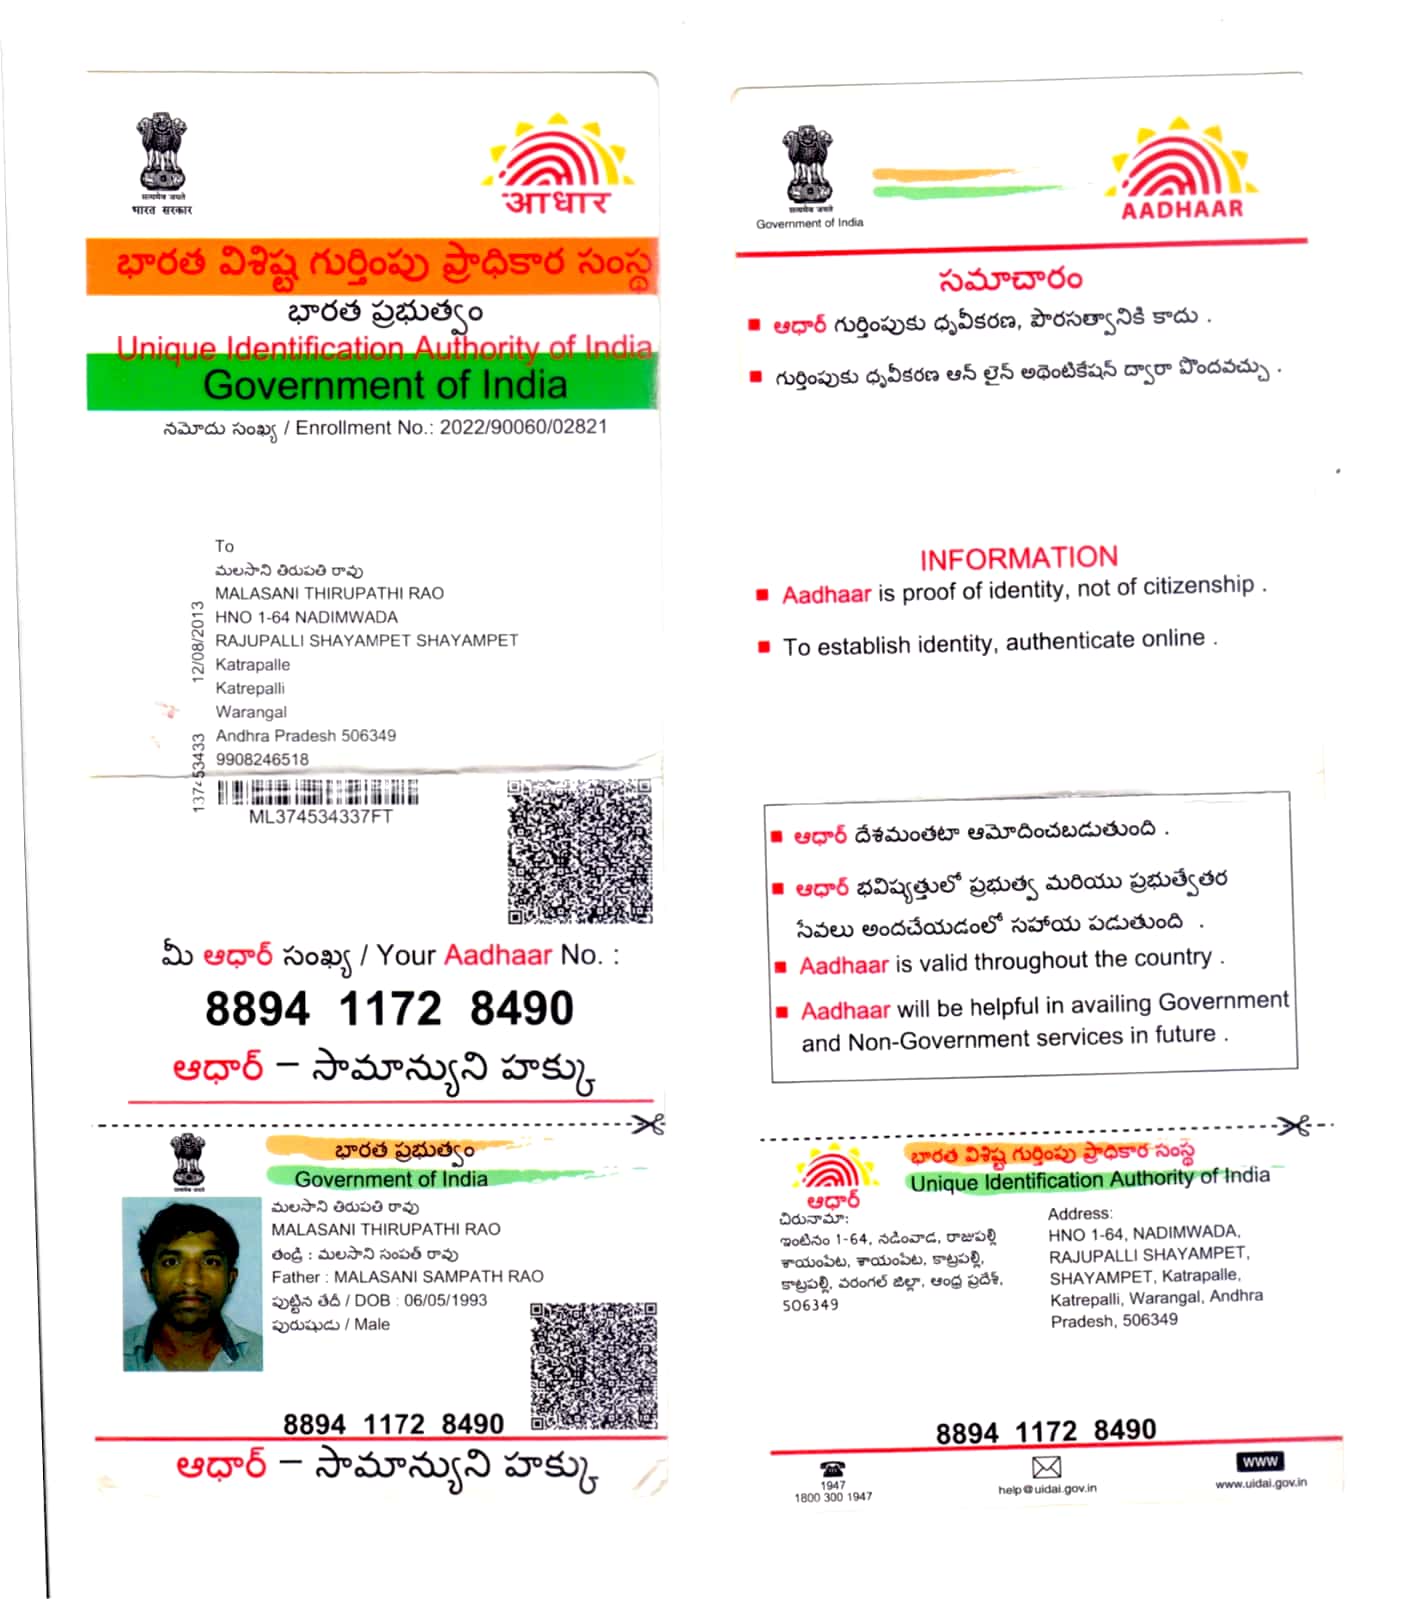 सत्यमेव जयते
भारत सरकार
आधार
భారత విశిష్ట గుర్తింపు ప్రాధికార సంస్థ
భారత ప్రభుత్వం
Unique Identification Authority of India
Government of India
నమోదు సంఖ్య / Enrollment No.: 2022/90060/02821
To
మలసాని తిరుపతి రావు
MALASANI THIRUPATHI RAO
HNO 1-64 NADIMWADA
RAJUPALLI SHAYAMPET SHAYAMPET
Katrapalle
Katrepalli
Warangal
Andhra Pradesh 506349
9908246518
12/08/2013
ML374534337FT
మీ ఆధార్ సంఖ్య / Your Aadhaar No. :
8894 1172 8490
ఆధార్ – సామాన్యుని హక్కు
सत्यमेव जयते
భారత ప్రభుత్వం
Government of India
మలసాని తిరుపతి రావు
MALASANI THIRUPATHI RAO
తండ్రి : మలసాని సంపత్ రావు
Father : MALASANI SAMPATH RAO
పుట్టిన తేదీ / DOB : 06/05/1993
పురుషుడు / Male
8894 1172 8490
ఆధార్ – సామాన్యుని హక్కు
सत्यमेव जयते
Government of India
AADHAAR
సమాచారం
ఆధార్ గుర్తింపుకు ధృవీకరణ, పౌరసత్వానికి కాదు .
గుర్తింపుకు ధృవీకరణ ఆన్ లైన్ అథెంటికేషన్ ద్వారా పొందవచ్చు .
INFORMATION
Aadhaar is proof of identity, not of citizenship .
To establish identity, authenticate online .
ఆధార్ దేశమంతటా ఆమోదించబడుతుంది .
ఆధార్ భవిష్యత్తులో ప్రభుత్వ మరియు ప్రభుత్వేతర
సేవలు అందచేయడంలో సహాయ పడుతుంది .
Aadhaar is valid throughout the country .
Aadhaar will be helpful in availing Government
and Non-Government services in future .
ఆధార్
భారత విశిష్ట గుర్తింపు ప్రాధికార సంస్థ
Unique Identification Authority of India
చిరునామా:
ఇంటినం 1-64, నడింవాడ, రాజుపల్లి
శాయంపేట, శాయంపేట, కాట్రపల్లి,
కాట్రపల్లి, వరంగల్ జిల్లా, ఆంధ్ర ప్రదేశ్,
506349
Address:
HNO 1-64, NADIMWADA,
RAJUPALLI SHAYAMPET,
SHAYAMPET, Katrapalle,
Katrepalli, Warangal, Andhra
Pradesh, 506349
8894 1172 8490
1947
1800 300 1947
help@uidai.gov.in
WWW
www.uidai.gov.in